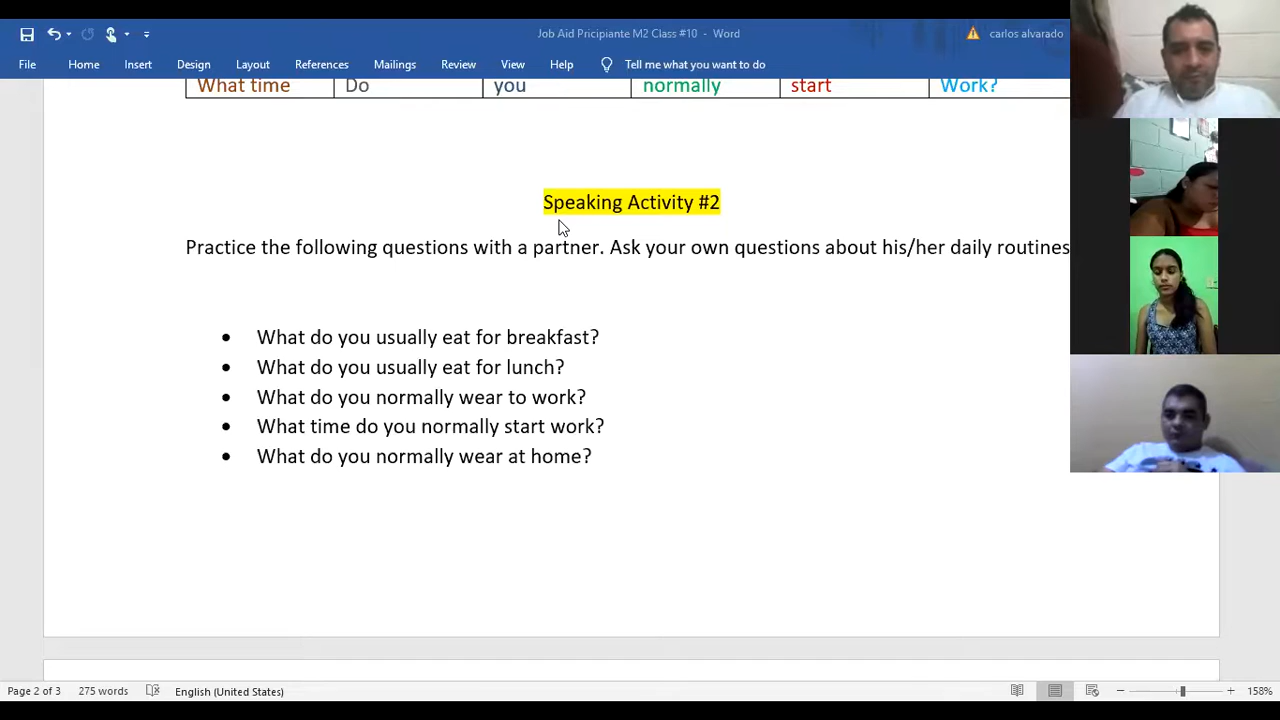 Job Aid Pricipiante M2 Class #10 - Word
carlos alvarado
File Home Insert Design Layout References Mailings Review View Help Tell me what you want to do
What time Do you normally start Work?
Speaking Activity #2
Practice the following questions with a partner. Ask your own questions about his/her daily routines
• What do you usually eat for breakfast?
• What do you usually eat for lunch?
• What do you normally wear to work?
• What time do you normally start work?
• What do you normally wear at home?
Page 2 of 3 275 words English (United States) 158%